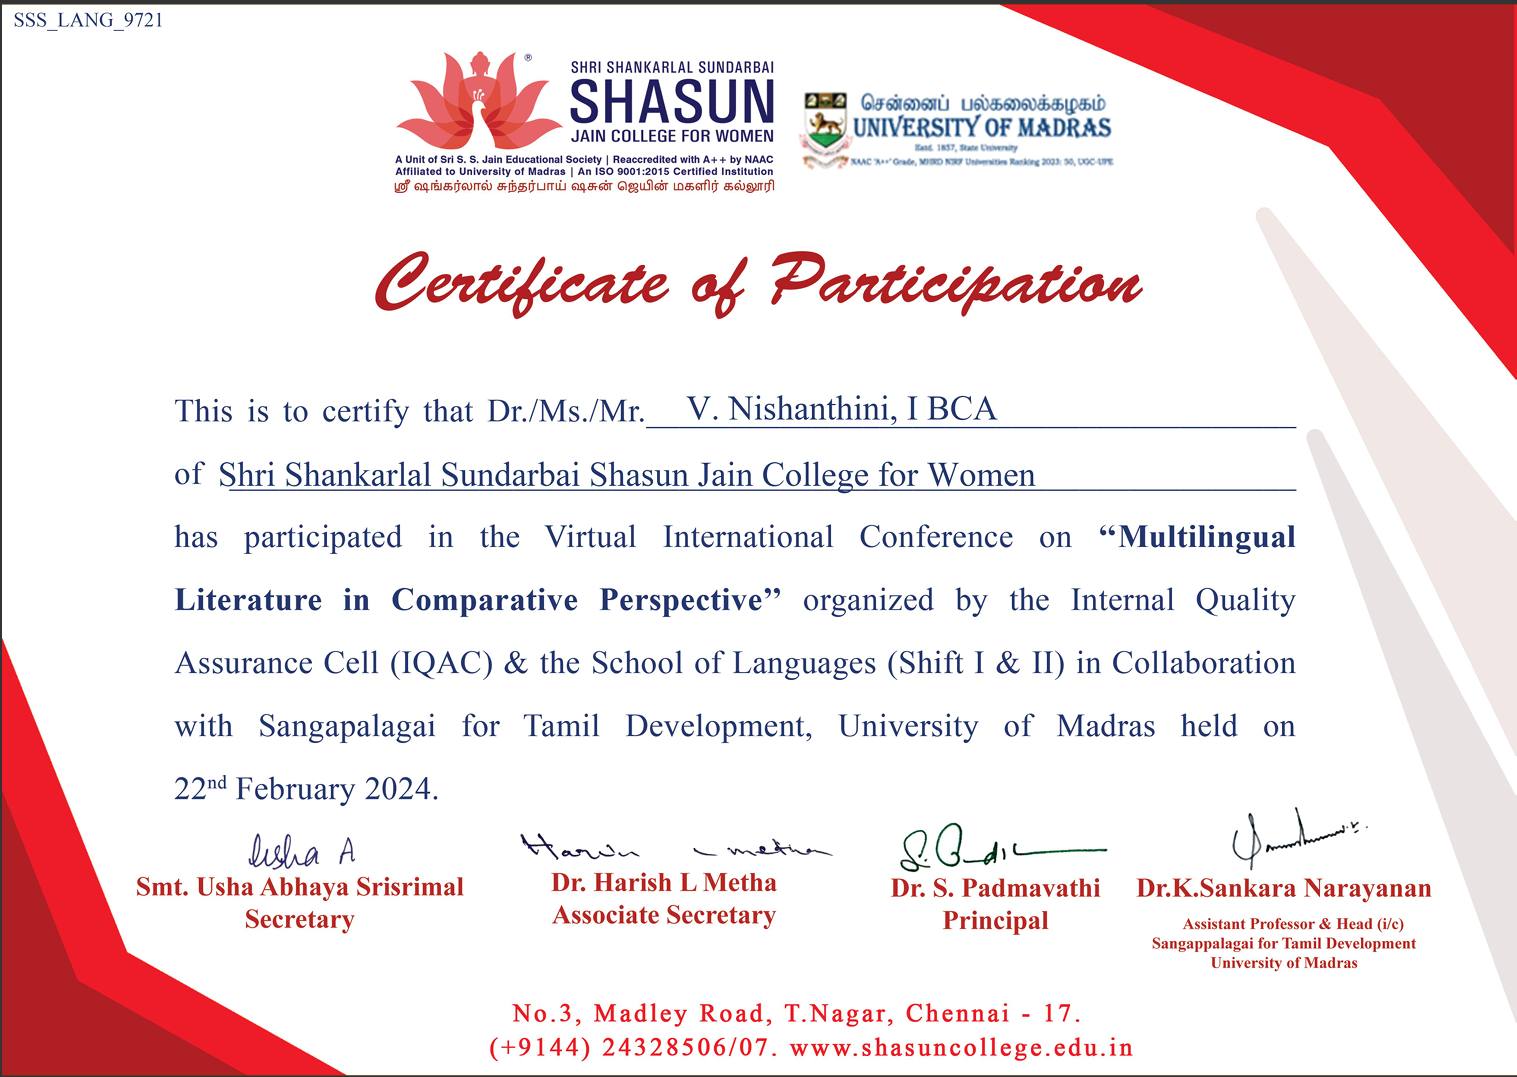 SSS_LANG_9721
SHRI SHANKARLAL SUNDARBAI
SHASUN
®
JAIN COLLEGE FOR WOMEN
A Unit of Sri S. S. Jain Educational Society | Reaccredited with A++ by NAAC
Affiliated to University of Madras | An ISO 9001:2015 Certified Institution
ஸ்ரீ ஷங்கர்லால் சுந்தர்பாய் ஷசுன் ஜெயின் மகளிர் கல்லூரி
சென்னைப் பல்கலைக்கழகம்
UNIVERSITY OF MADRAS
Estd. 1857, State University
NAAC 'A++' Grade, MHRD NIRF Universities Ranking 2023: 50, UGC-UPE
Certificate of Participation
This is to certify that Dr./Ms./Mr. V. Nishanthini, I BCA
of Shri Shankarlal Sundarbai Shasun Jain College for Women
has participated in the Virtual International Conference on “Multilingual
Literature in Comparative Perspective” organized by the Internal Quality
Assurance Cell (IQAC) & the School of Languages (Shift I & II) in Collaboration
with Sangapalagai for Tamil Development, University of Madras held on
22nd February 2024.
Usha A
Smt. Usha Abhaya Srisrimal
Secretary
Dr. Harish L Metha
Associate Secretary
Dr. S. Padmavathi
Principal
Dr.K.Sankara Narayanan
Assistant Professor & Head (i/c)
Sangappalagai for Tamil Development
University of Madras
No.3, Madley Road, T.Nagar, Chennai - 17.
(+9144) 24328506/07. www.shasuncollege.edu.in